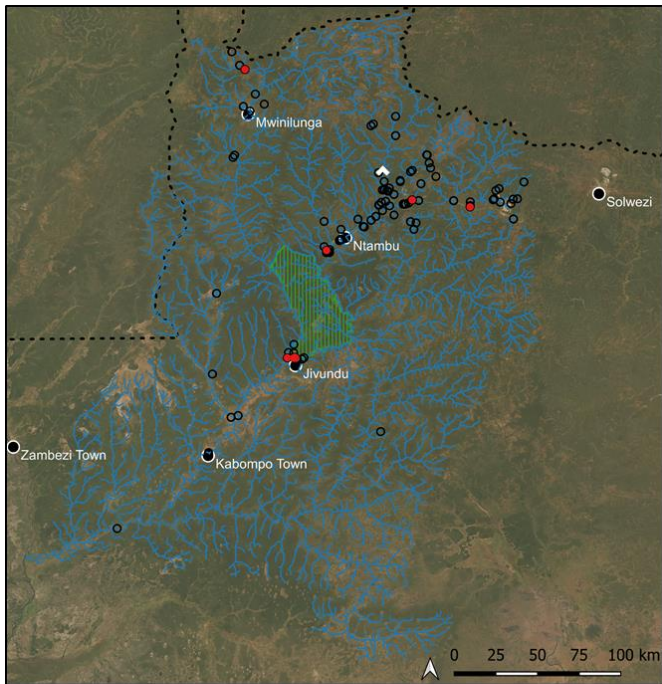 Mwinilunga
Solwezi
Ntambu
Jivundu
Zambezi Town
Kabompo Town
0 25 50 75 100 km